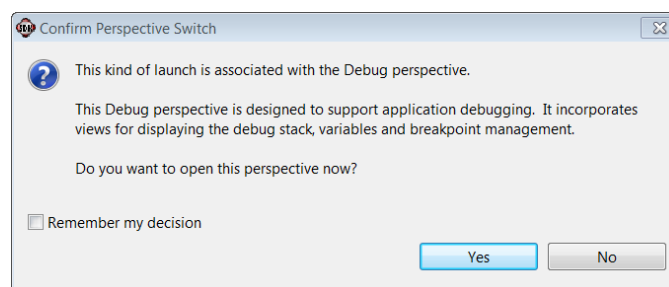 SDK Confirm Perspective Switch
This kind of launch is associated with the Debug perspective.
This Debug perspective is designed to support application debugging. It incorporates
views for displaying the debug stack, variables and breakpoint management.
Do you want to open this perspective now?
Remember my decision
Yes No